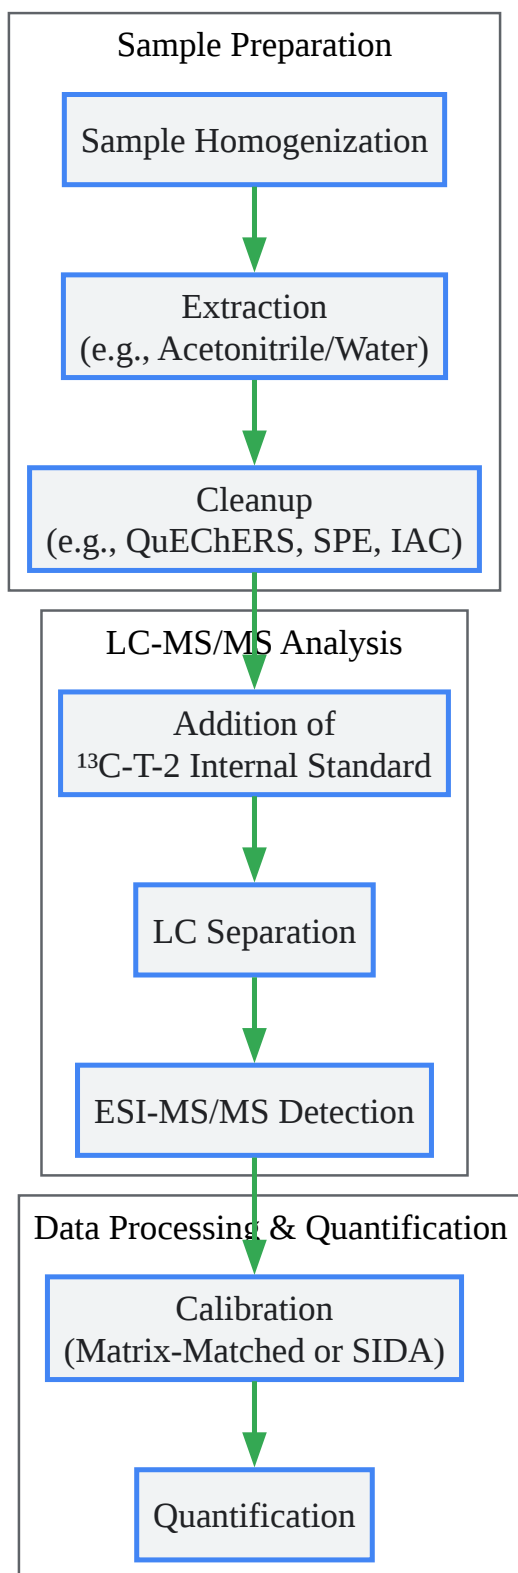 Sample Preparation
Sample Homogenization
Extraction
(e.g., Acetonitrile/Water)
Cleanup
(e.g., QuEChERS, SPE, IAC)
LC-MS/MS Analysis
Addition of
¹³C-T-2 Internal Standard
LC Separation
ESI-MS/MS Detection
Data Processing & Quantification
Calibration
(Matrix-Matched or SIDA)
Quantification